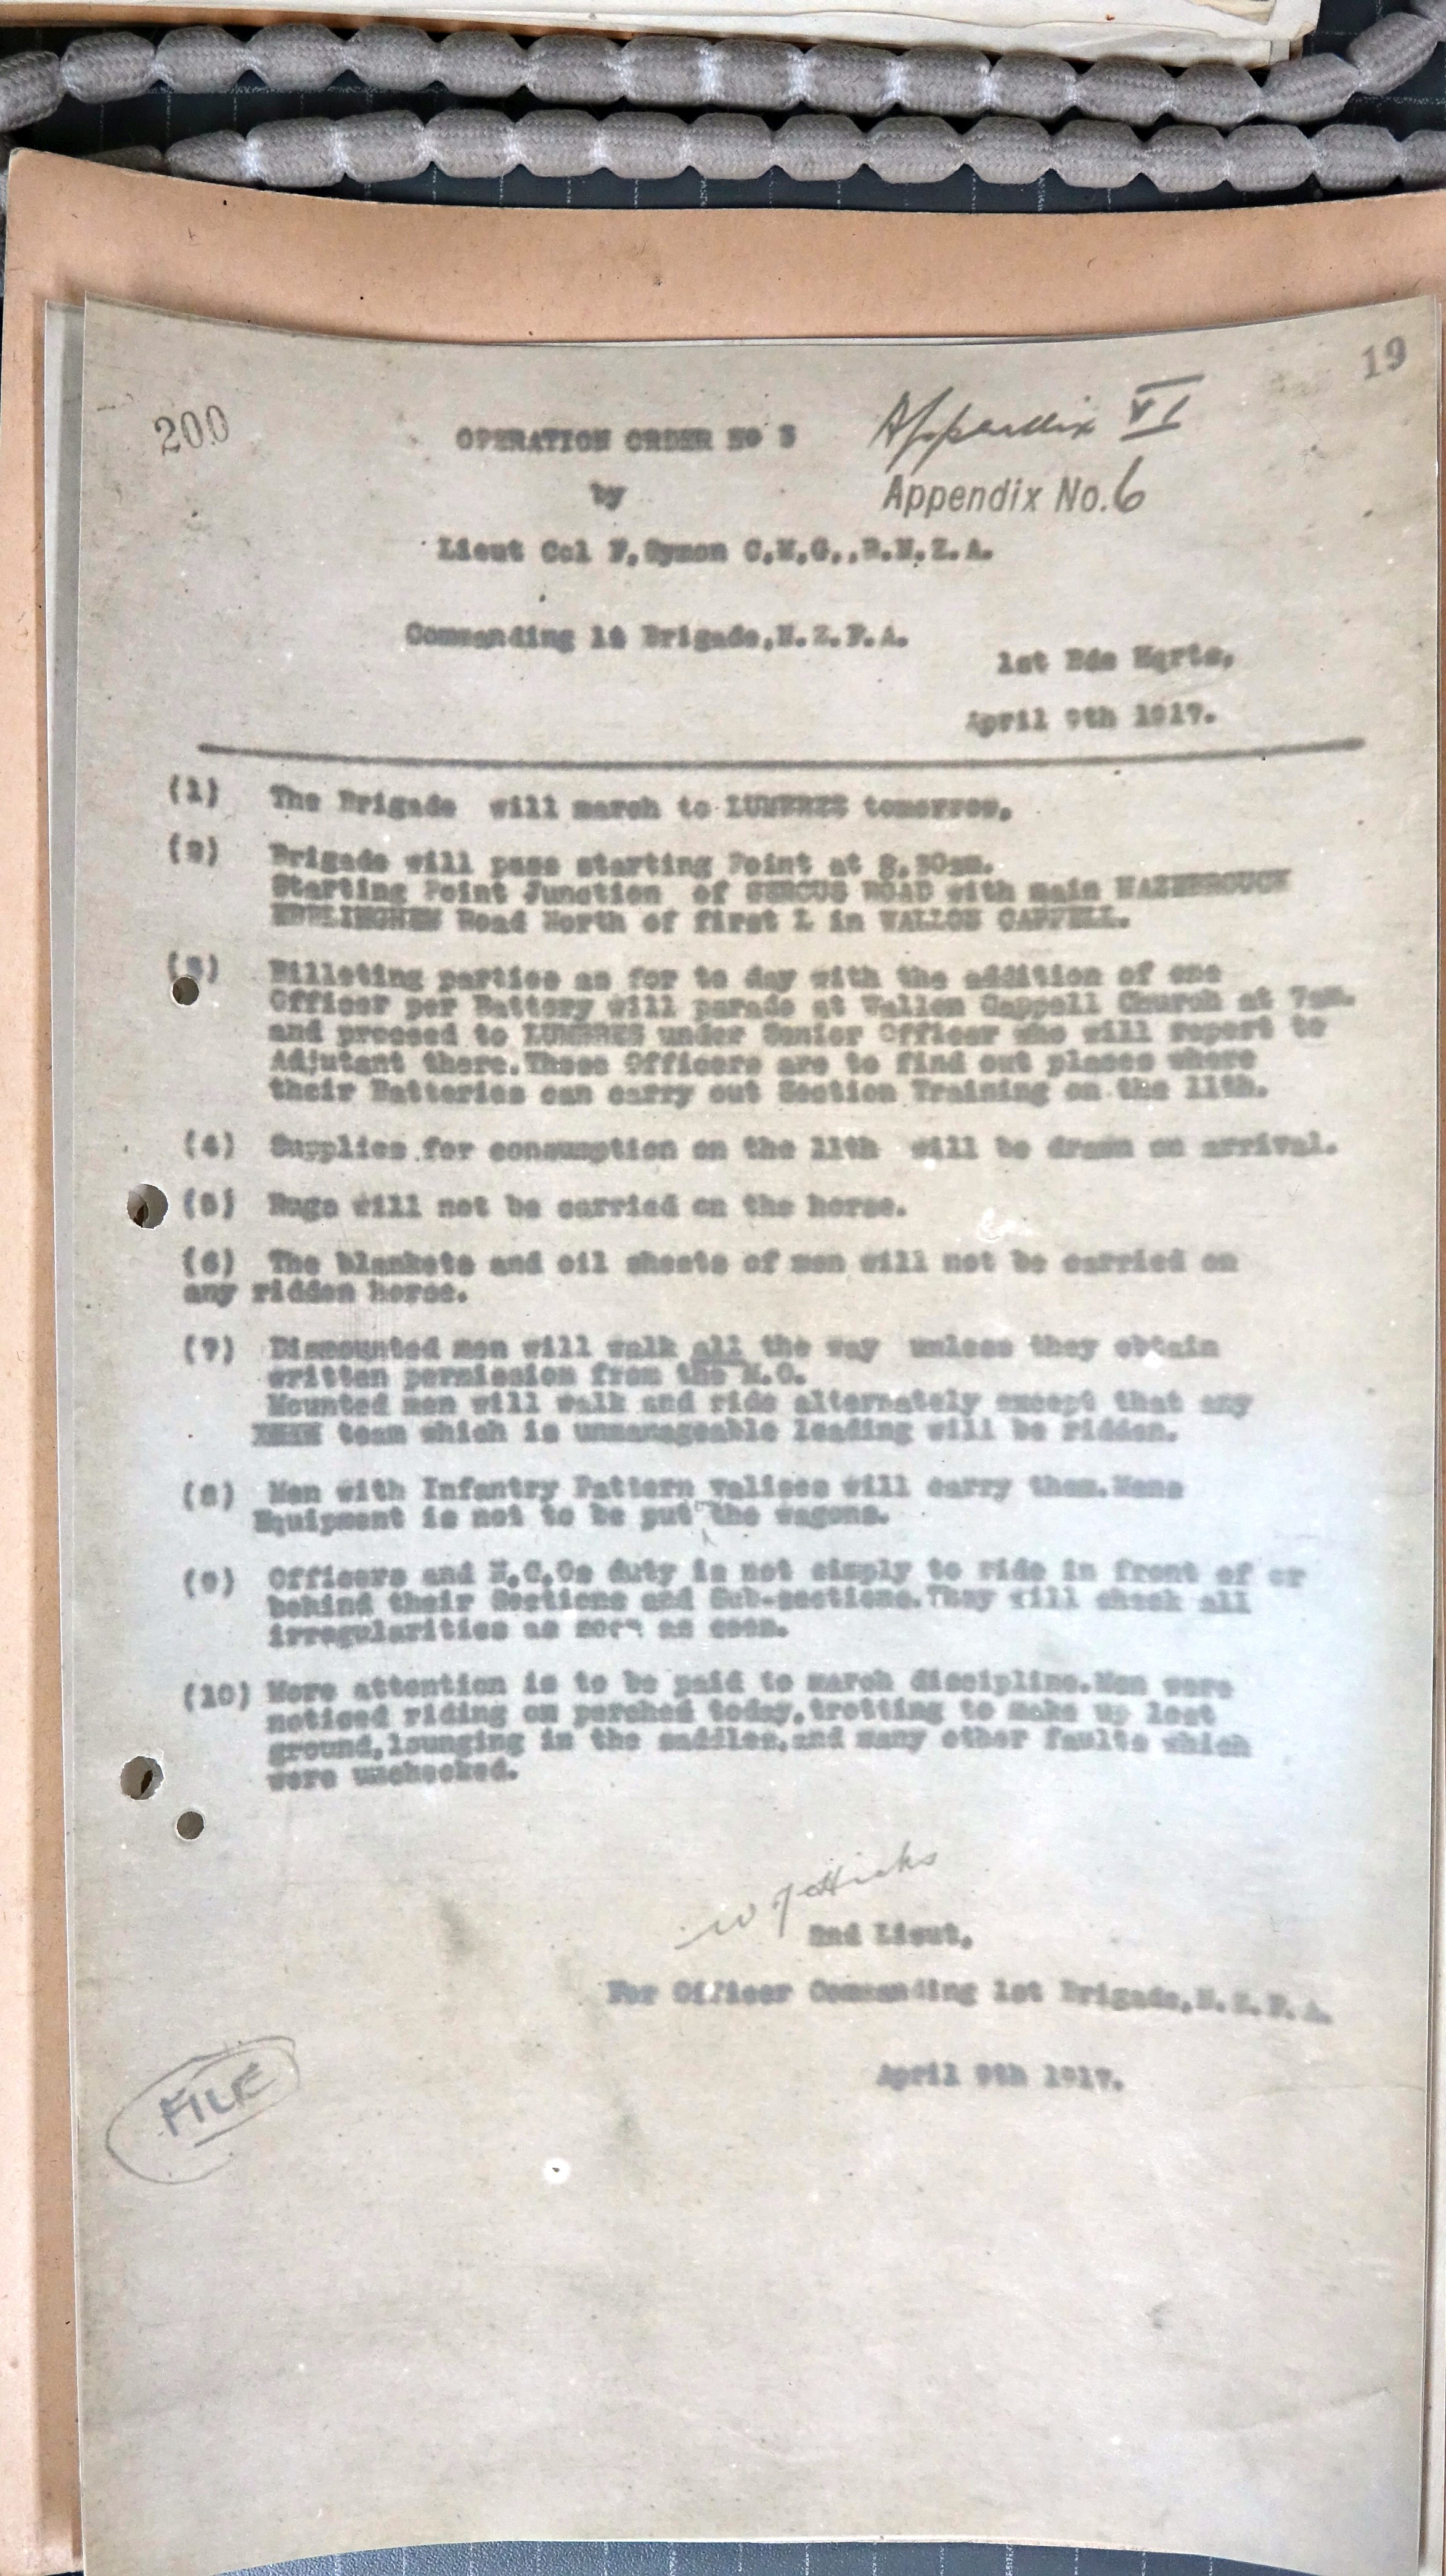 19
200
Appendix VI
OPERATION ORDER No 3
Appendix No. 6
by
Lieut Col F, Symon C,M,G,,R.N.Z.A.
Commanding 1st Brigade,N.Z.F.A.
1st Bde Hqrts,
April 9th 1917.
(1) The Brigade will march to LUMBRES tomorrow.
(2) Brigade will pass starting Point at 8.30am.
Starting Point Junction of SERCUS ROAD with main HAZEBROUCK
EBBLINGHEM Road North of first L in WALLON CAPPELL.
(3) Billeting parties as for to day with the addition of one
Officer per Battery will parade at Wallon Cappell Church at 7am.
and proceed to LUMBRES under Senior Officer who will report to
Adjutant there.These Officers are to find out places where
their Batteries can carry out Section Training on the 11th.
(4) Supplies for consumption on the 11th will be drawn on arrival.
(5) Rugs will not be carried on the horse.
(6) The blankets and oil sheets of men will not be carried on
any ridden horse.
(7) Dismounted men will walk all the way unless they obtain
written permission from the M.O.
Mounted men will walk and ride alternately except that any
team which is unmanageable leading will be ridden.
(8) Men with Infantry Pattern valises will carry them.Mens
Equipment is not to be put the wagons.
(9) Officers and N.C.Os duty is not simply to ride in front of or
behind their Sections and Sub-sections.They will check all
irregularities as soon as seen.
(10) More attention is to be paid to march discipline.Men were
noticed riding on perched today,trotting to make up lost
ground,lounging in the saddles,and many other faults which
were unchecked.
W J Hicks
2nd Lieut,
For Officer Commanding 1st Brigade,N.Z.F.A.
April 9th 1917.
FILE